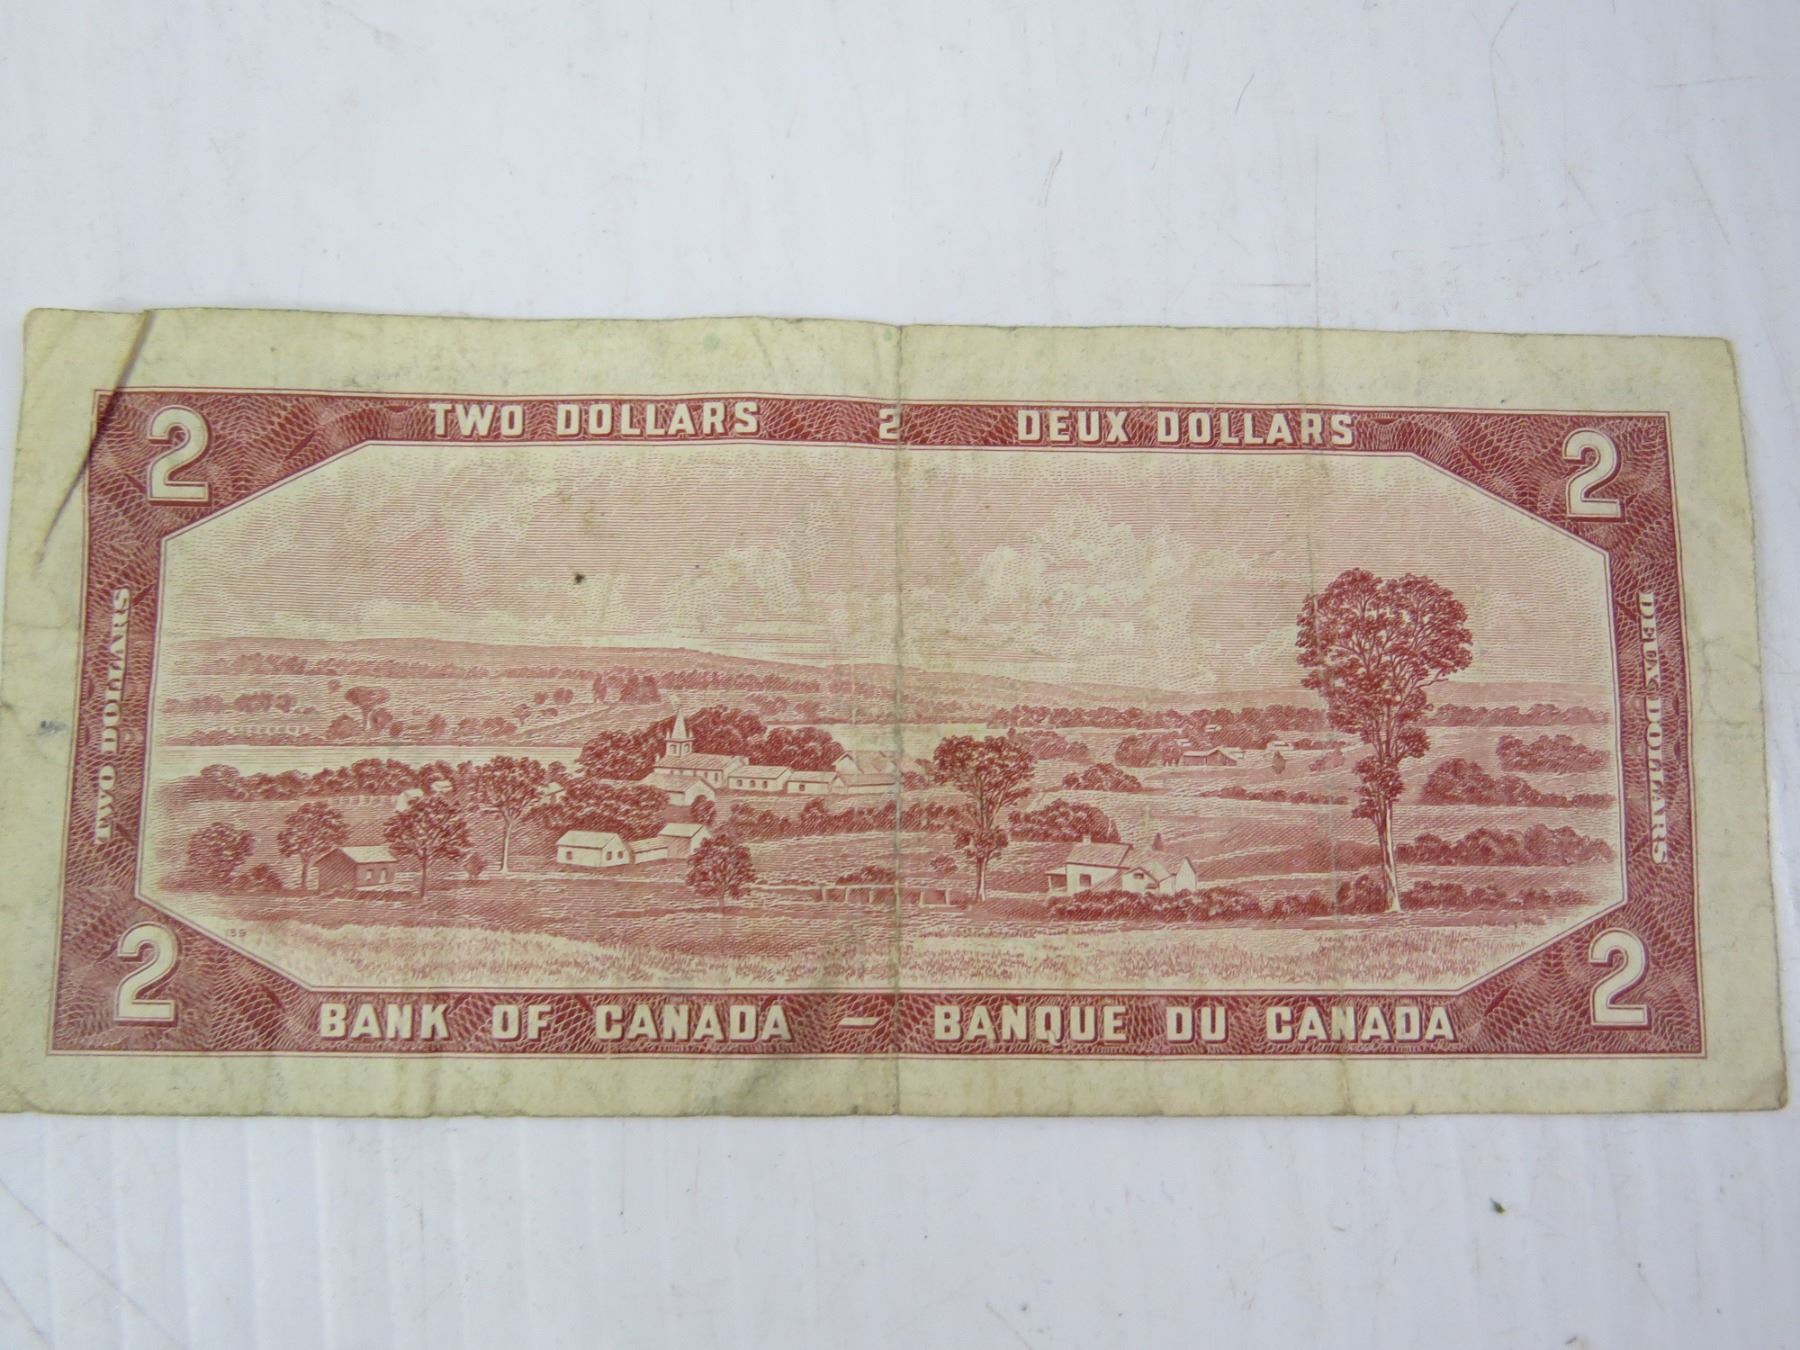 TWO DOLLARS 2 DEUX DOLLARS
2 2
TWO DOLLARS
DEUX DOLLARS
2 2
BANK OF CANADA — BANQUE DU CANADA